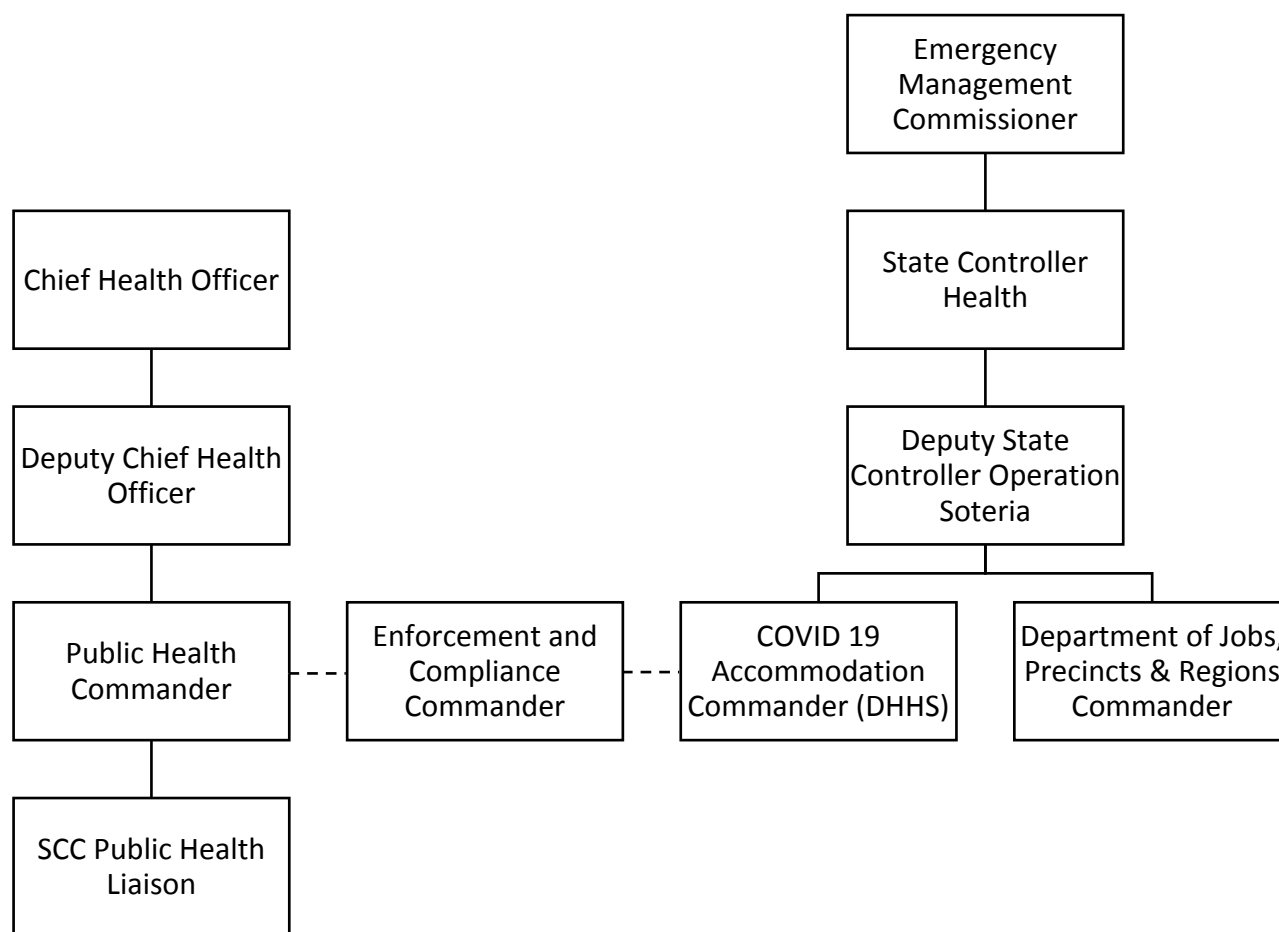 Emergency
Management
Commissioner
Chief Health Officer
State Controller
Health
Deputy Chief Health
Officer
Deputy State
Controller Operation
Soteria
Public Health
Commander
Enforcement and
Compliance
Commander
COVID 19
Accommodation
Commander (DHHS)
Department of Jobs,
Precincts & Regions
Commander
SCC Public Health
Liaison